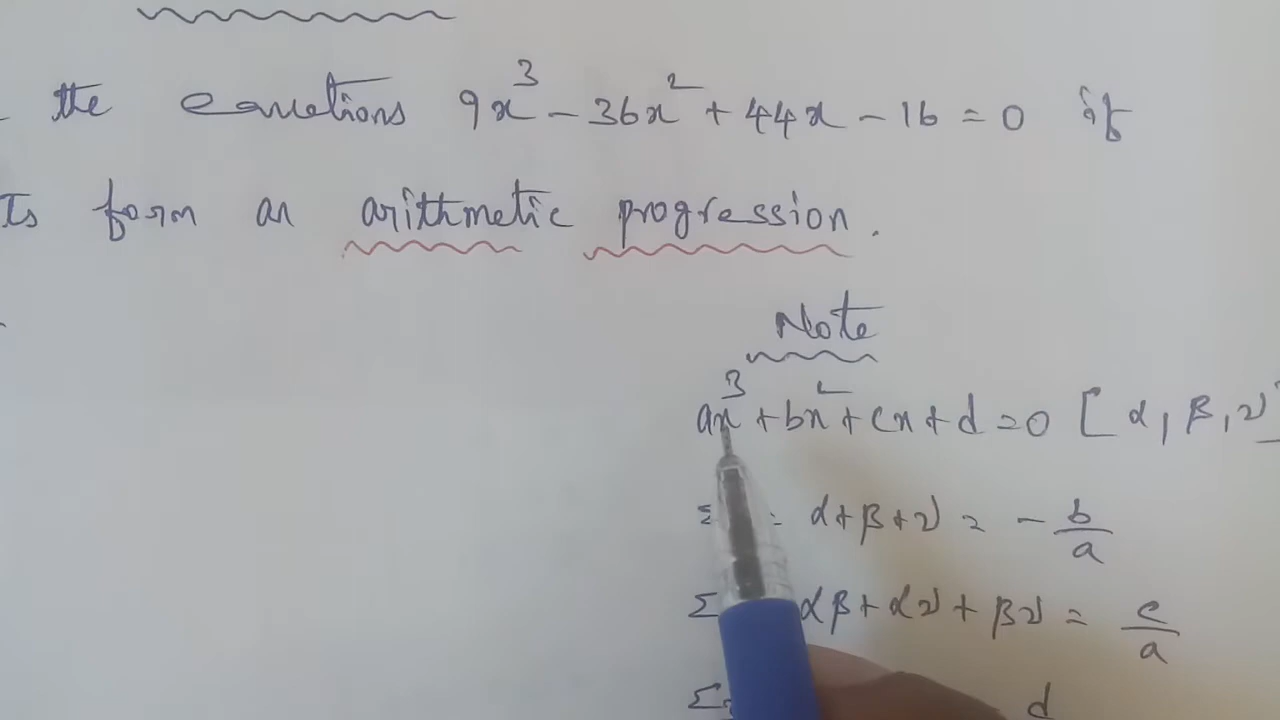 the equations 9x³ - 36x² + 44x - 16 = 0 if
ts form an arithmetic progression.
Note
ax³ + bx² + cx + d = 0 [α, β, γ]
Σ = α+β+γ = - b/a
Σ αβ + αγ + βγ = c/a
Σ d